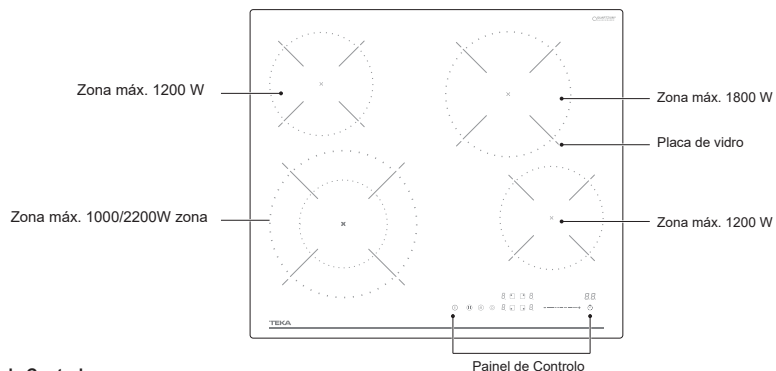 Zona máx. 1200 W
Zona máx. 1800 W
Placa de vidro
Zona máx. 1000/2200W zona
Zona máx. 1200 W
TEKA
Painel de Controlo